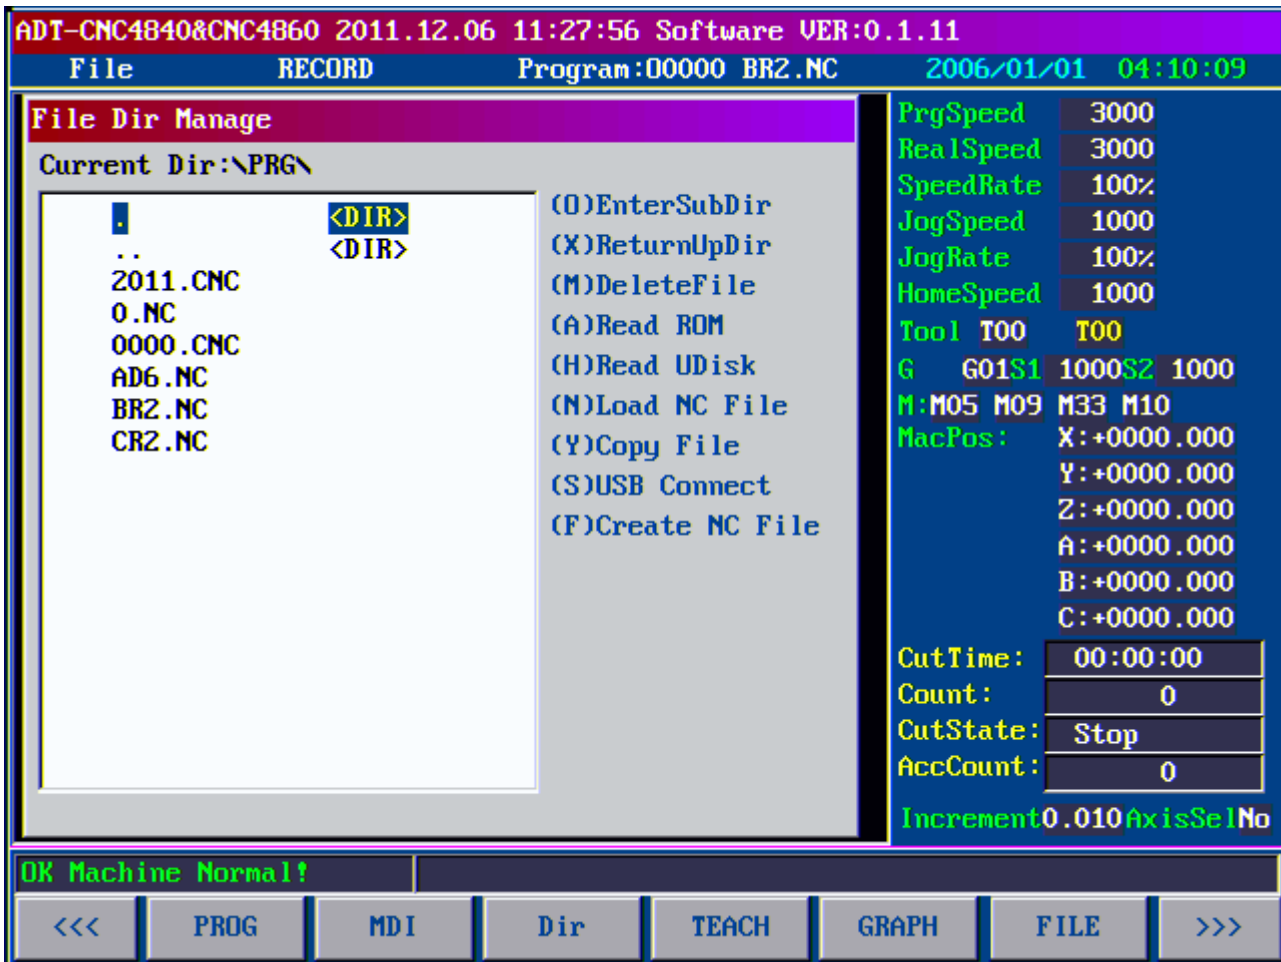 ADT-CNC4840&CNC4860 2011.12.06 11:27:56 Software VER:0.1.11
File RECORD Program:O0000 BR2.NC 2006/01/01 04:10:09
File Dir Manage
Current Dir:\PRG\
. <DIR>
.. <DIR>
2011.CNC
0.NC
0000.CNC
AD6.NC
BR2.NC
CR2.NC
(O)EnterSubDir
(X)ReturnUpDir
(M)DeleteFile
(A)Read ROM
(H)Read UDisk
(N)Load NC File
(Y)Copy File
(S)USB Connect
(F)Create NC File
PrgSpeed 3000
RealSpeed 3000
SpeedRate 100%
JogSpeed 1000
JogRate 100%
HomeSpeed 1000
Tool T00 T00
G G01S1 1000S2 1000
M:M05 M09 M33 M10
MacPos: X:+0000.000
Y:+0000.000
Z:+0000.000
A:+0000.000
B:+0000.000
C:+0000.000
CutTime: 00:00:00
Count: 0
CutState: Stop
AccCount: 0
Increment0.010AxisSelNo
OK Machine Normal!
<<< PROG MDI Dir TEACH GRAPH FILE >>>